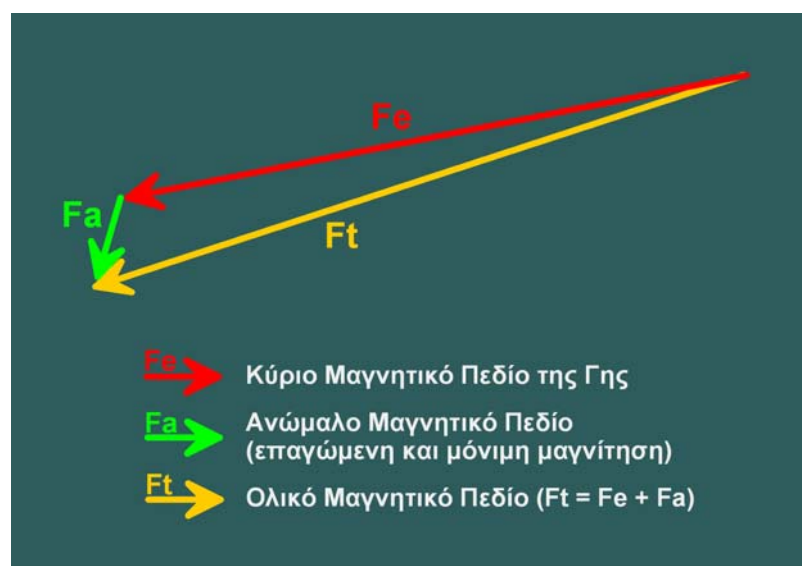 Fe
Fa
Ft
Fe Κύριο Μαγνητικό Πεδίο της Γης
Fa Ανώμαλο Μαγνητικό Πεδίο
(επαγώμενη και μόνιμη μαγνίτηση)
Ft Ολικό Μαγνητικό Πεδίο (Ft = Fe + Fa)